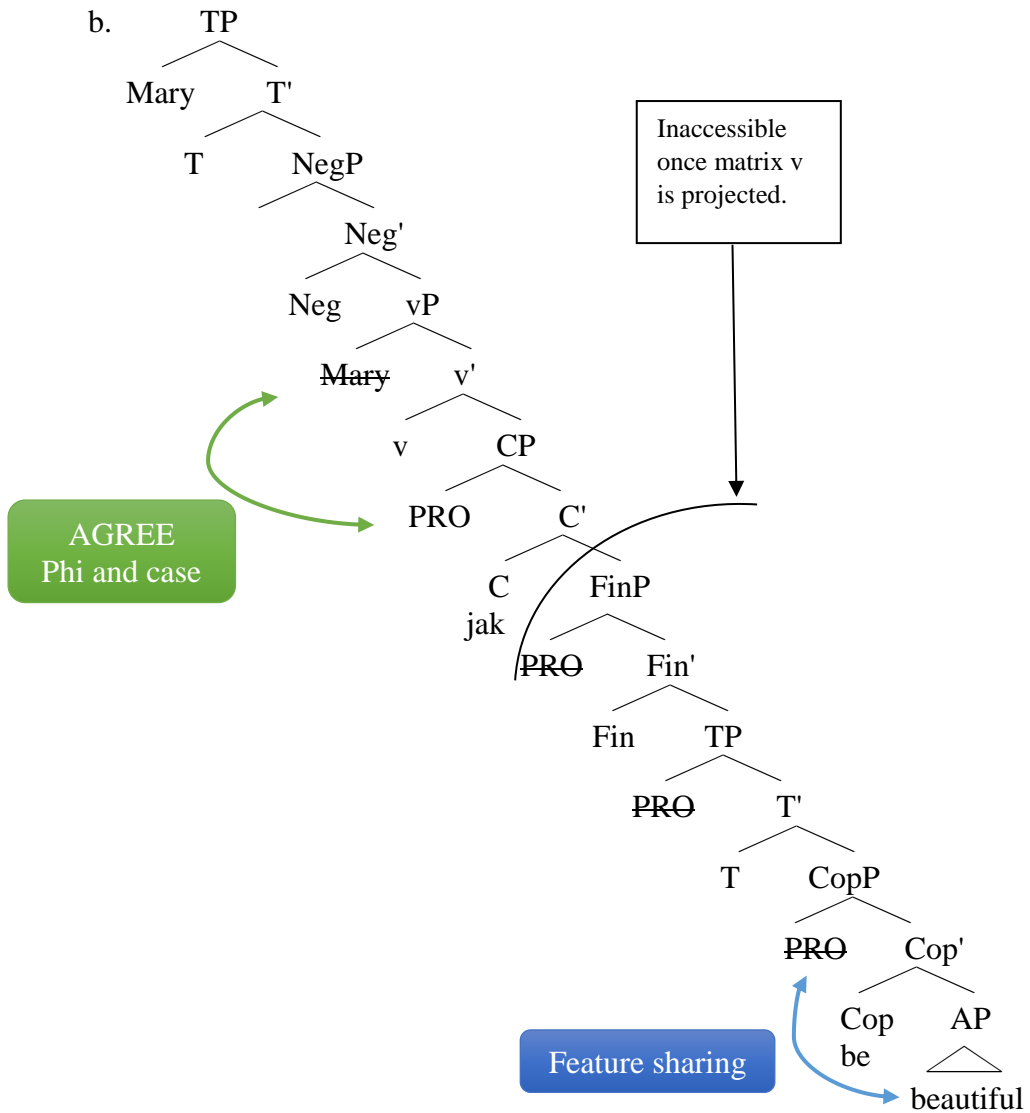 b. TP
Mary T'
Inaccessible
once matrix v
is projected.
T NegP
Neg'
Neg vP
Mary v'
v CP
AGREE
Phi and case
PRO C'
C FinP
jak
PRO Fin'
Fin TP
PRO T'
T CopP
PRO Cop'
Cop AP
be
Feature sharing
beautiful